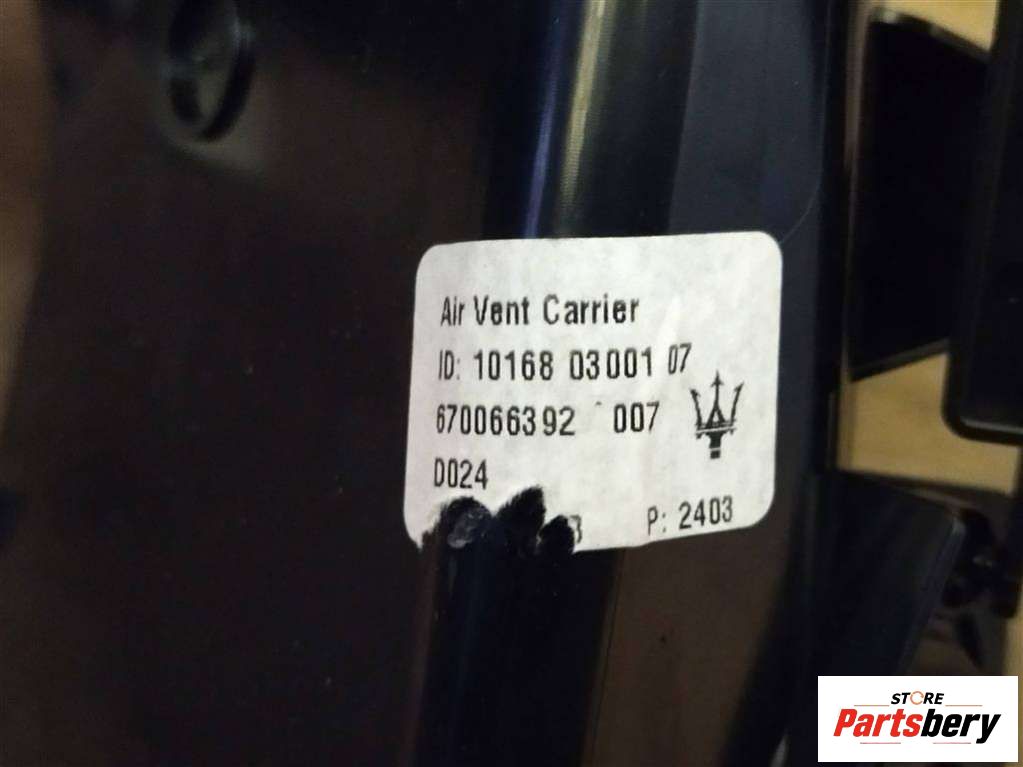 Air Vent Carrier
ID: 10168 03001 07
670066392 007
D024
P: 2403
STORE
Partsbery